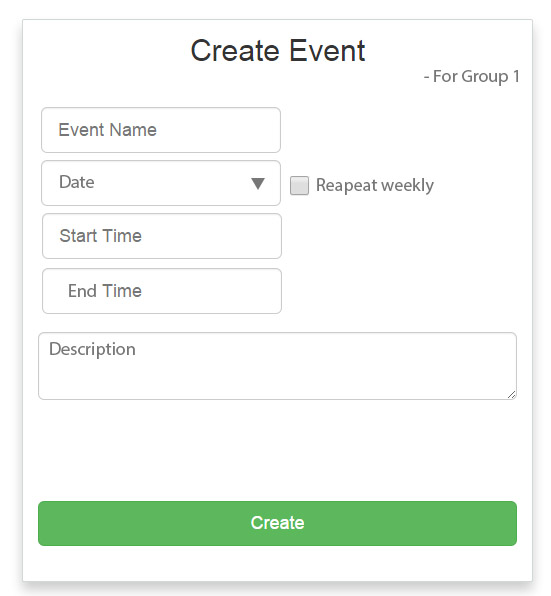 Create Event
- For Group 1
Event Name
Date
Reapeat weekly
Start Time
End Time
Description
Create